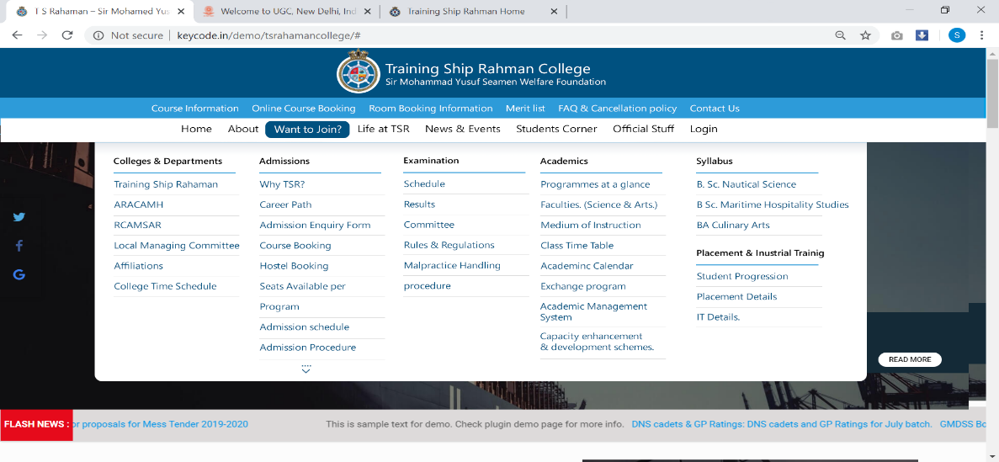 T S Rahaman – Sir Mohamed Yus
Welcome to UGC, New Delhi, Ind
Training Ship Rahman Home
Not secure
keycode.in/demo/tsrahamancollege/#
S
Training Ship Rahman College
Sir Mohammad Yusuf Seamen Welfare Foundation
Course Information Online Course Booking Room Booking Information Merit list FAQ & Cancellation policy Contact Us
Home About Want to Join? Life at TSR News & Events Students Corner Official Stuff Login
Colleges & Departments
Training Ship Rahaman
ARACAMH
RCAMSAR
Local Managing Committee
Affiliations
College Time Schedule
Admissions
Why TSR?
Career Path
Admission Enquiry Form
Course Booking
Hostel Booking
Seats Available per
Program
Admission schedule
Admission Procedure
Examination
Schedule
Results
Committee
Rules & Regulations
Malpractice Handling
procedure
Academics
Programmes at a glance
Faculties. (Science & Arts.)
Medium of Instruction
Class Time Table
Academinc Calendar
Exchange program
Academic Management
System
Capacity enhancement
& development schemes.
Syllabus
B. Sc. Nautical Science
B Sc. Maritime Hospitality Studies
BA Culinary Arts
Placement & Inustrial Trainig
Student Progression
Placement Details
IT Details.
READ MORE
FLASH NEWS : or proposals for Mess Tender 2019-2020 This is sample text for demo. Check plugin demo page for more info. DNS cadets & GP Ratings: DNS cadets and GP Ratings for July batch. GMDSS Bo